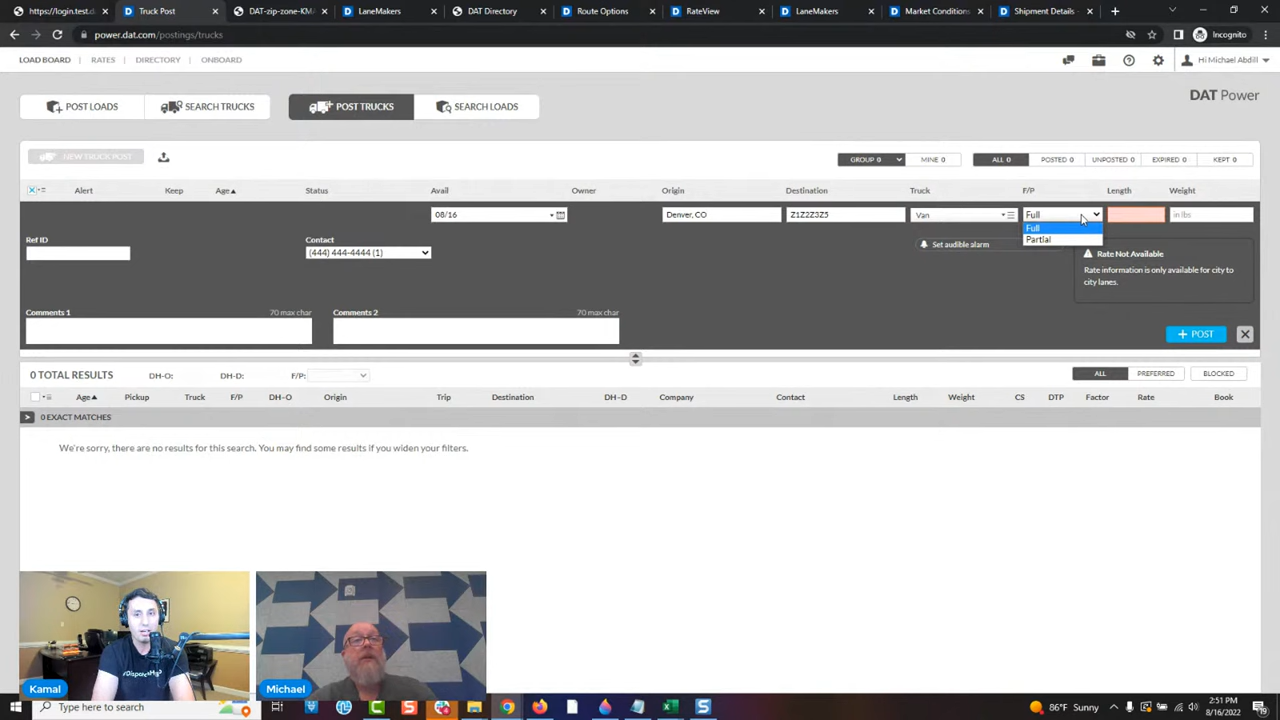 https://login.test.d
Truck Post
DAT-zip-zone-KMA
LaneMakers
DAT Directory
Route Options
RateView
LaneMakers
Market Conditions
Shipment Details
power.dat.com/postings/trucks
Incognito
LOAD BOARD
RATES
DIRECTORY
ONBOARD
Hi Michael Abdill
POST LOADS
SEARCH TRUCKS
POST TRUCKS
SEARCH LOADS
DAT Power
NEW TRUCK POST
GROUP 0
MINE 0
ALL 0
POSTED 0
UNPOSTED 0
EXPIRED 0
KEPT 0
Alert
Keep
Age
Status
Avail
Owner
Origin
Destination
Truck
F/P
Length
Weight
08/16
Denver, CO
Z1Z2Z3Z5
Van
Full
in lbs
Full
Partial
Ref ID
Contact
(444) 444-4444 (1)
Set audible alarm
Rate Not Available
Rate information is only available for city to
city lanes.
Comments 1
70 max char
Comments 2
70 max char
+ POST
0 TOTAL RESULTS
DH-O:
DH-D:
F/P:
ALL
PREFERRED
BLOCKED
Age
Pickup
Truck
F/P
DH-O
Origin
Trip
Destination
DH-D
Company
Contact
Length
Weight
CS
DTP
Factor
Rate
Book
0 EXACT MATCHES
We're sorry, there are no results for this search. You may find some results if you widen your filters.
Kamal
Michael
Type here to search
86°F Sunny
2:51 PM
8/16/2022